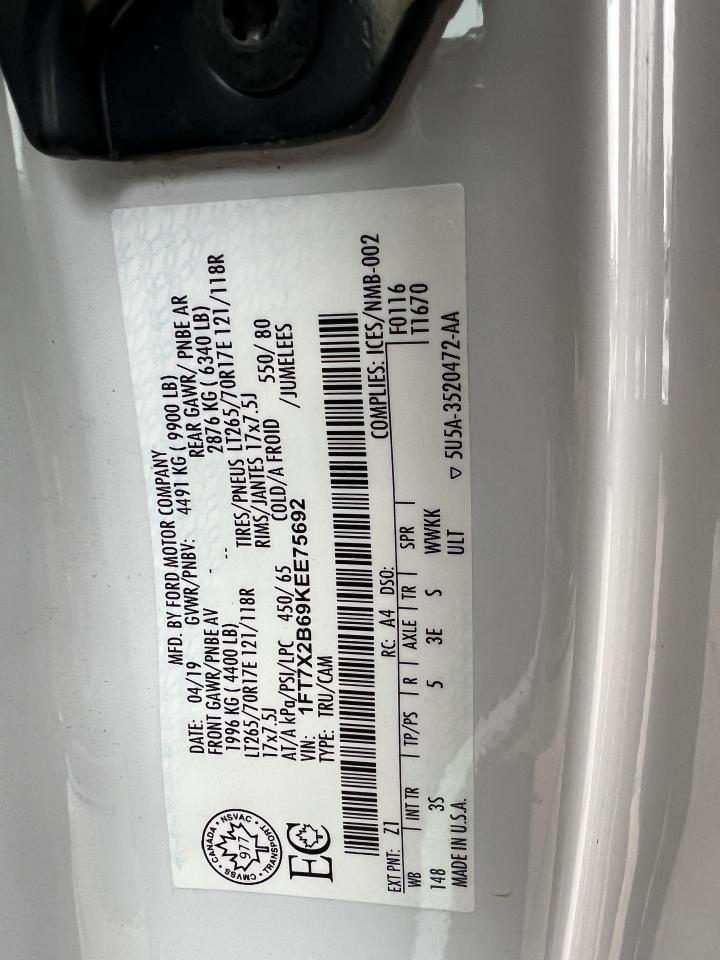 MFD. BY FORD MOTOR COMPANY
DATE: 04/19 GVWR/PNBV: 4491 KG ( 9900 LB)
FRONT GAWR/PNBE AV - REAR GAWR/ PNBE AR
1996 KG ( 4400 LB) -- 2876 KG ( 6340 LB)
LT265/70R17E 121/118R TIRES/PNEUS LT265/70R17E 121/118R
17x7.5J RIMS/JANTES 17x7.5J
AT/A kPa/PSI/LPC 450/ 65 COLD/A FROID 550/ 80
VIN: 1FT7X2B69KEE75692 /JUMELEES
TYPE: TRU/CAM
CMVSS · CANADA · NSVAC · TRANSPORT ·
977
EC
COMPLIES: ICES/NMB-002
EXT PNT: Z1 RC: A4 DSO: F0116
T1670
WB INT TR TP/PS R AXLE TR SPR
148 3S 5 3E S WWKK
ULT
MADE IN U.S.A. ▽ 5U5A-3520472-AA